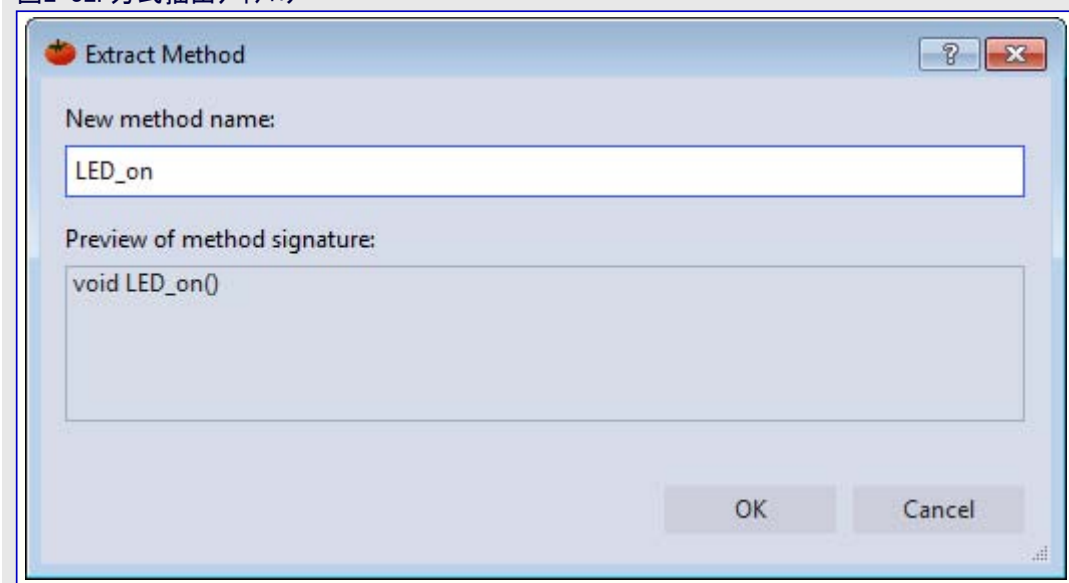 Extract Method
New method name:
LED_on
Preview of method signature:
void LED_on()
OK
Cancel